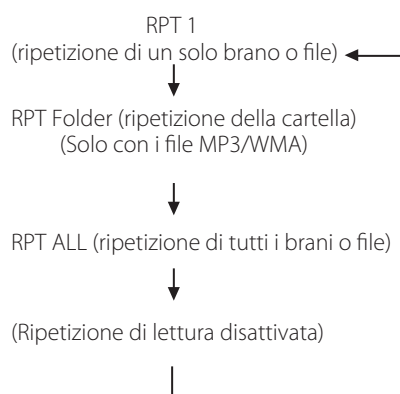 RPT 1
(ripetizione di un solo brano o file)
RPT Folder (ripetizione della cartella)
(Solo con i file MP3/WMA)
RPT ALL (ripetizione di tutti i brani o file)
(Ripetizione di lettura disattivata)